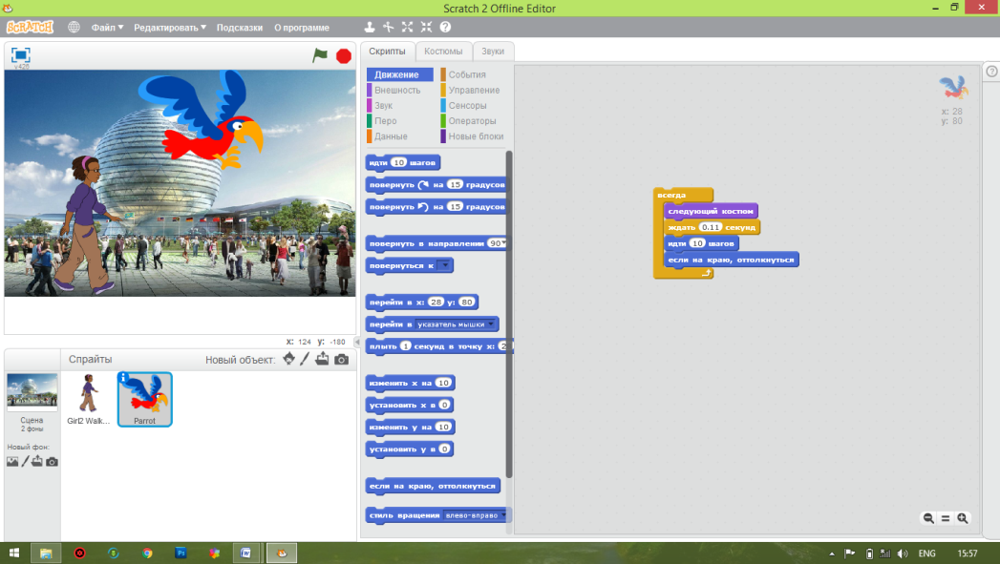 Scratch 2 Offline Editor
SCRATCH
Файл
Редактировать
Подсказки
О программе
v426
Скрипты
Костюмы
Звуки
Движение
События
Внешность
Управление
Звук
Сенсоры
Перо
Операторы
Данные
Новые блоки
идти 10 шагов
повернуть на 15 градусов
повернуть на 15 градусов
повернуть в направлении 90
повернуться к
перейти в x: 28 y: 80
перейти в указатель мышки
плыть 1 секунд в точку x: 2
изменить x на 10
установить x в 0
изменить y на 10
установить y в 0
если на краю, оттолкнуться
стиль вращения влево-вправо
x: 28
y: 80
всегда
следующий костюм
ждать 0.11 секунд
идти 10 шагов
если на краю, оттолкнуться
X: 124 y: -180
Спрайты
Новый объект:
Сцена
2 фоны
Новый фон:
Girl2 Walk...
Parrot
ENG
15:57